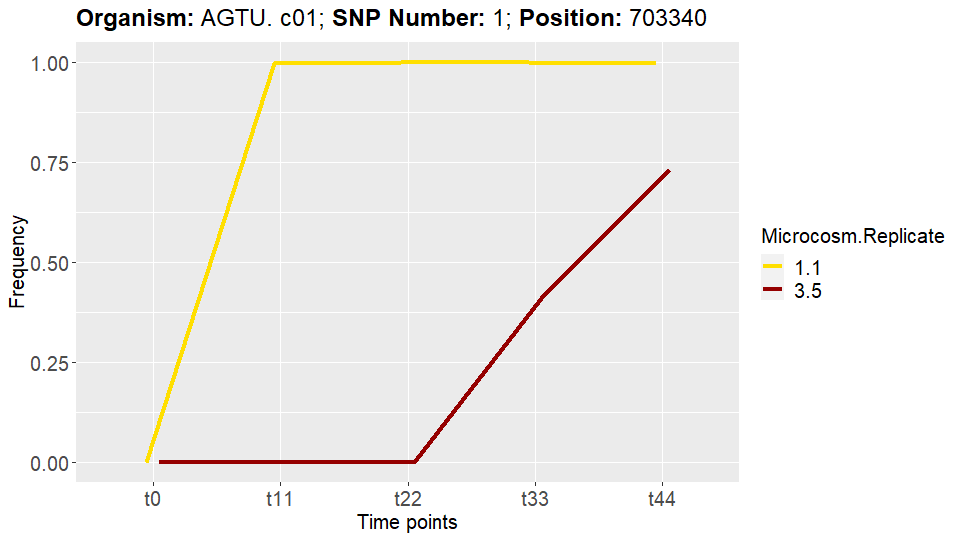 Organism: AGTU. c01; SNP Number: 1; Position: 703340
1.00
0.75
0.50
0.25
0.00
Frequency
t0 t11 t22 t33 t44
Time points
Microcosm.Replicate
1.1
3.5